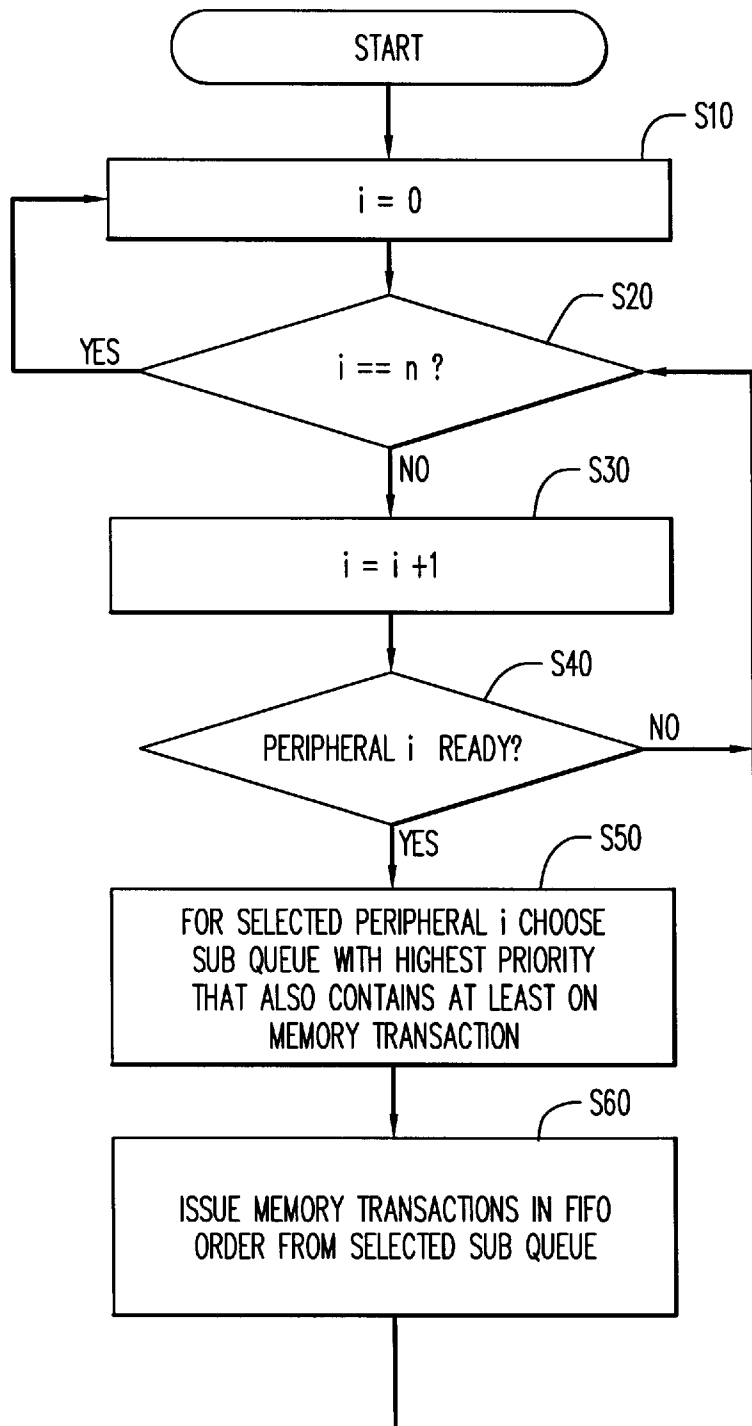 START
S10
i = 0
S20
YES
i == n ?
NO
S30
i = i +1
S40
PERIPHERAL i READY?
NO
YES
S50
FOR SELECTED PERIPHERAL i CHOOSE
SUB QUEUE WITH HIGHEST PRIORITY
THAT ALSO CONTAINS AT LEAST ON
MEMORY TRANSACTION
S60
ISSUE MEMORY TRANSACTIONS IN FIFO
ORDER FROM SELECTED SUB QUEUE